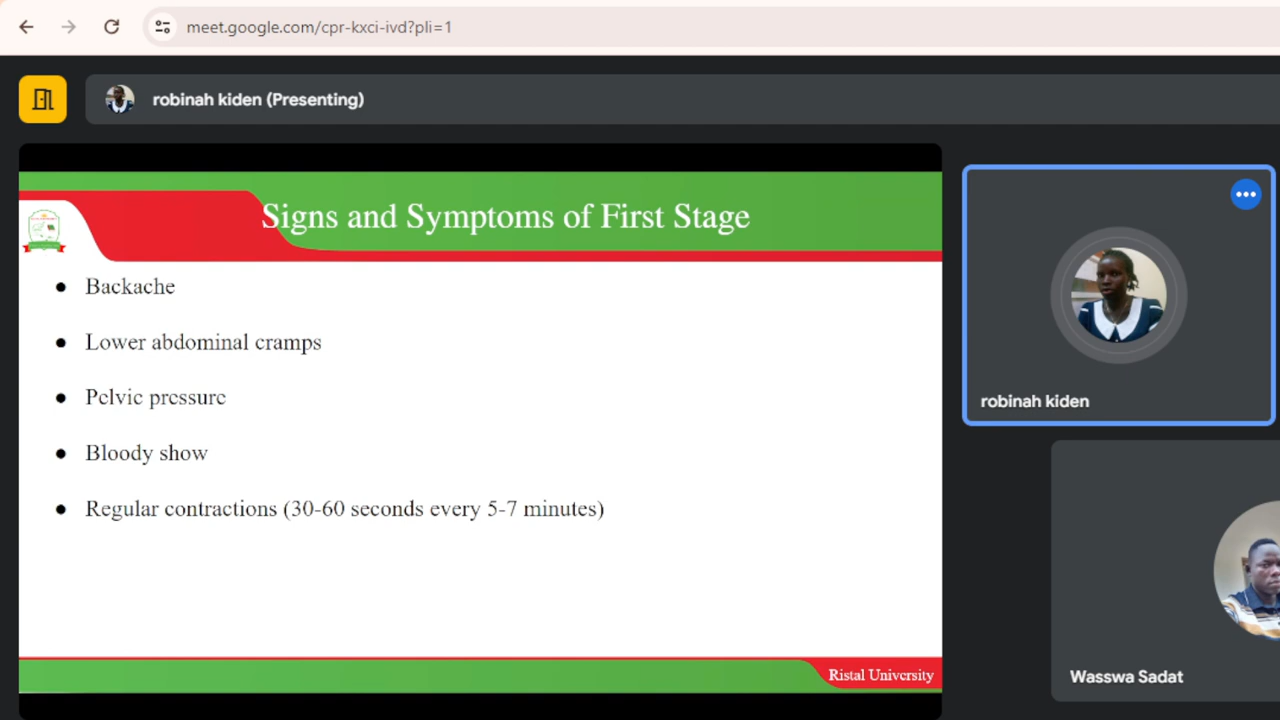 meet.google.com/cpr-kxci-ivd?pli=1
robinah kiden (Presenting)
Signs and Symptoms of First Stage
● Backache
● Lower abdominal cramps
● Pelvic pressure
● Bloody show
● Regular contractions (30-60 seconds every 5-7 minutes)
Ristal University
robinah kiden
Wasswa Sadat